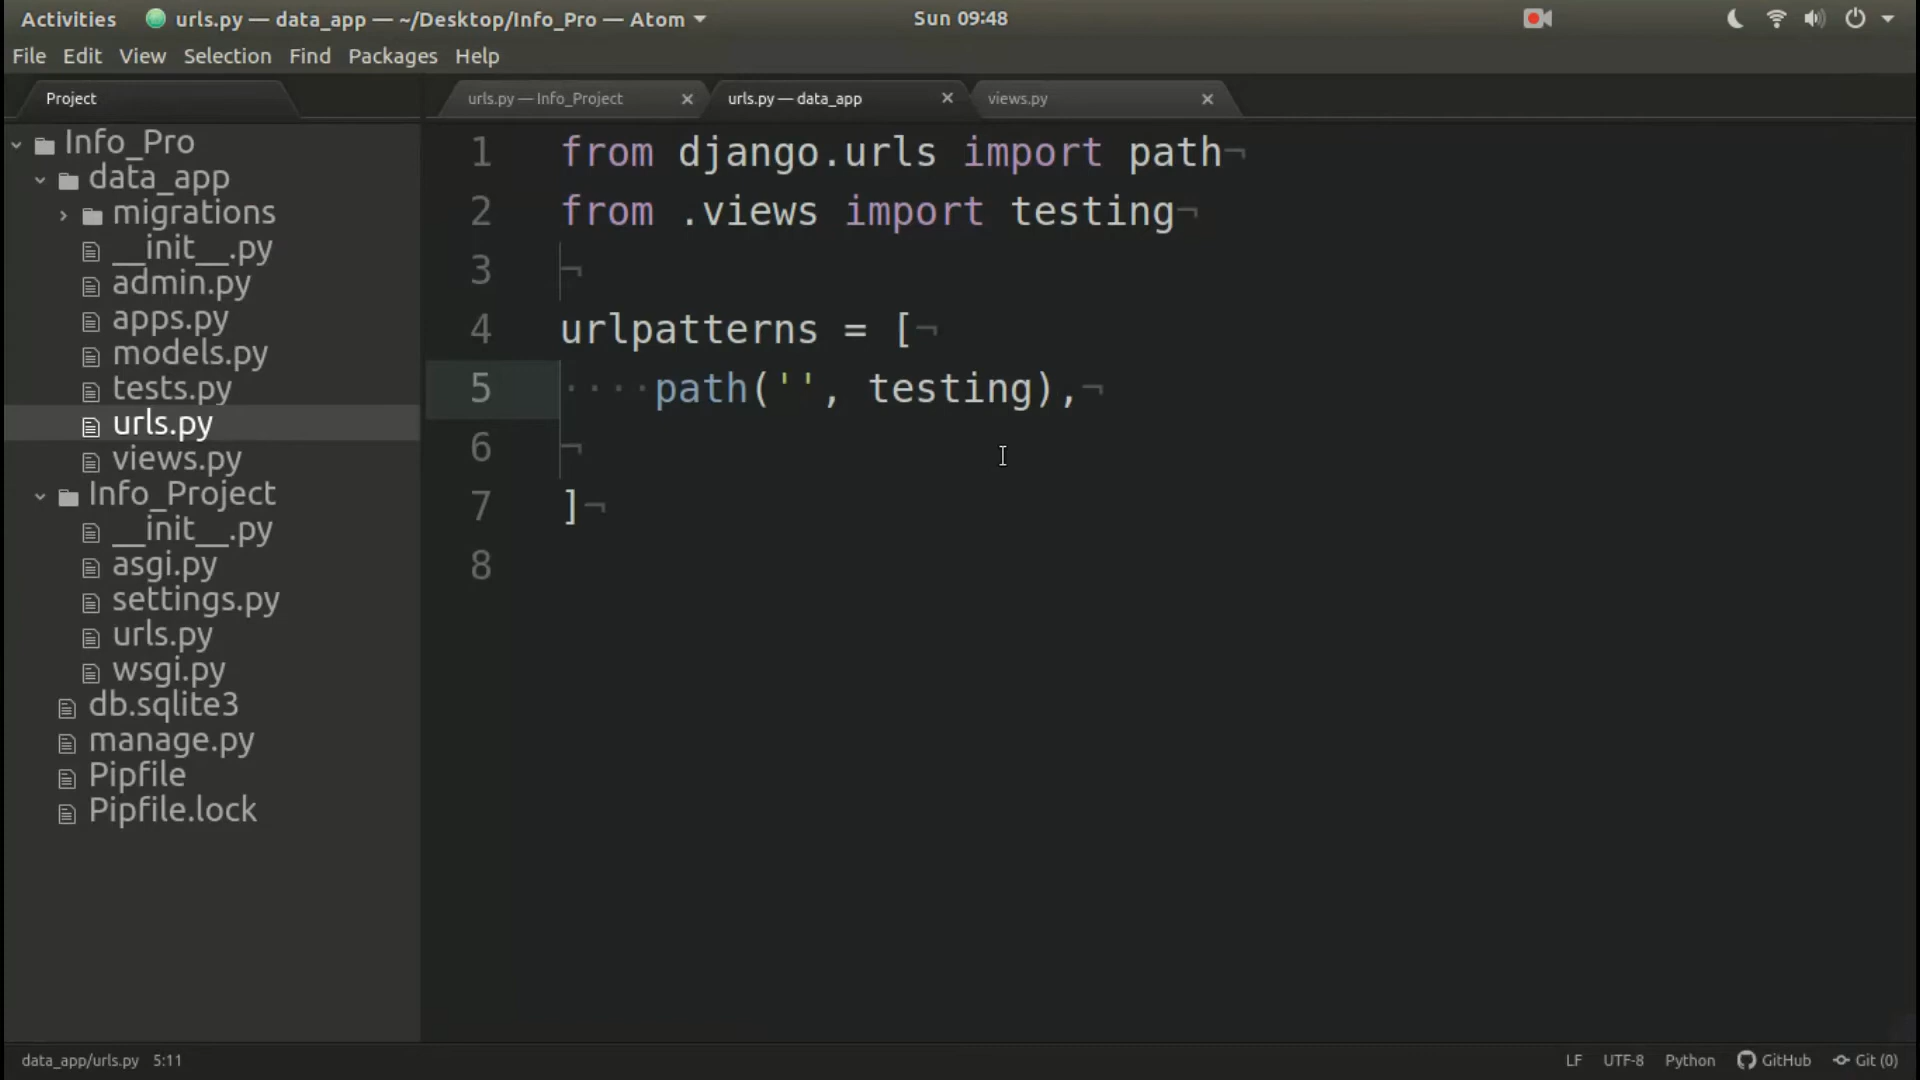 Activities urls.py — data_app — ~/Desktop/Info_Pro — Atom Sun 09:48
File Edit View Selection Find Packages Help
Project urls.py — Info_Project urls.py — data_app views.py
Info_Pro
data_app
migrations
__init__.py
admin.py
apps.py
models.py
tests.py
urls.py
views.py
Info_Project
__init__.py
asgi.py
settings.py
urls.py
wsgi.py
db.sqlite3
manage.py
Pipfile
Pipfile.lock
1 from django.urls import path¬
2 from .views import testing¬
3 ¬
4 urlpatterns = [¬
5 ····path('', testing),¬
6 ¬
7 ]¬
8
data_app/urls.py 5:11 LF UTF-8 Python GitHub Git (0)